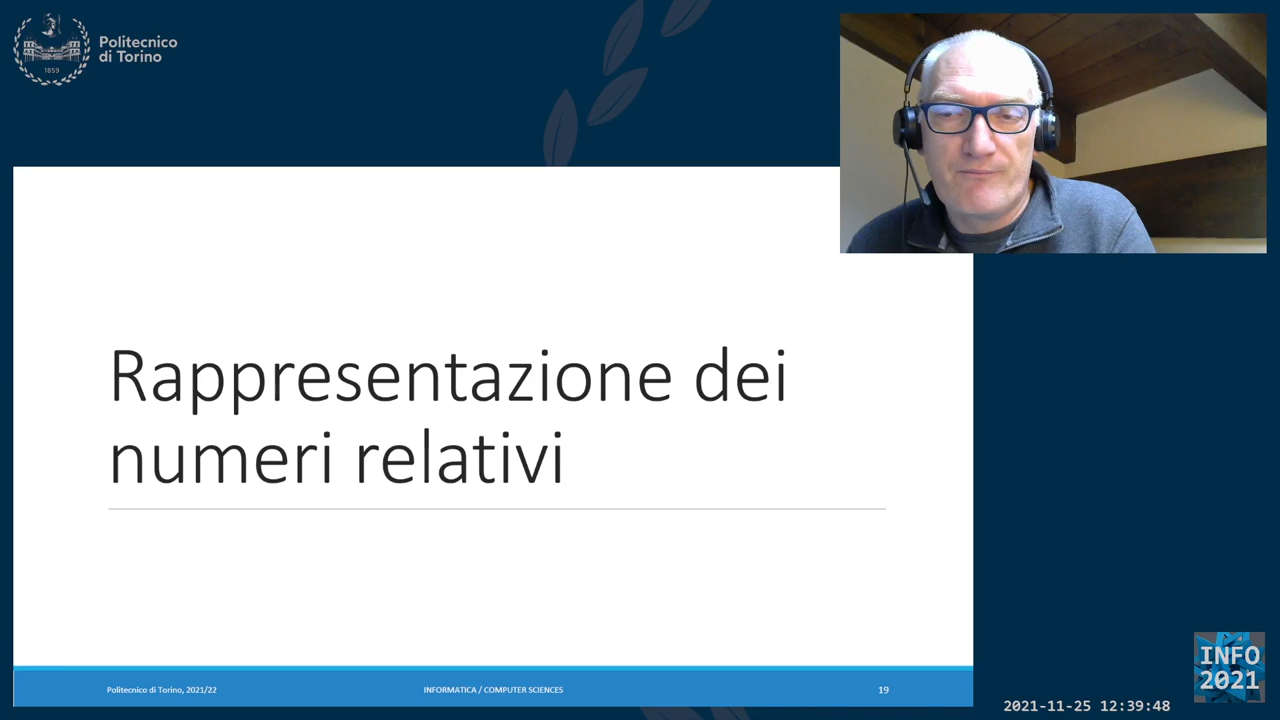 Politecnico
di Torino
1859
Rappresentazione dei
numeri relativi
Politecnico di Torino, 2021/22
INFORMATICA / COMPUTER SCIENCES
19
INFO
2021
2021-11-25 12:39:48